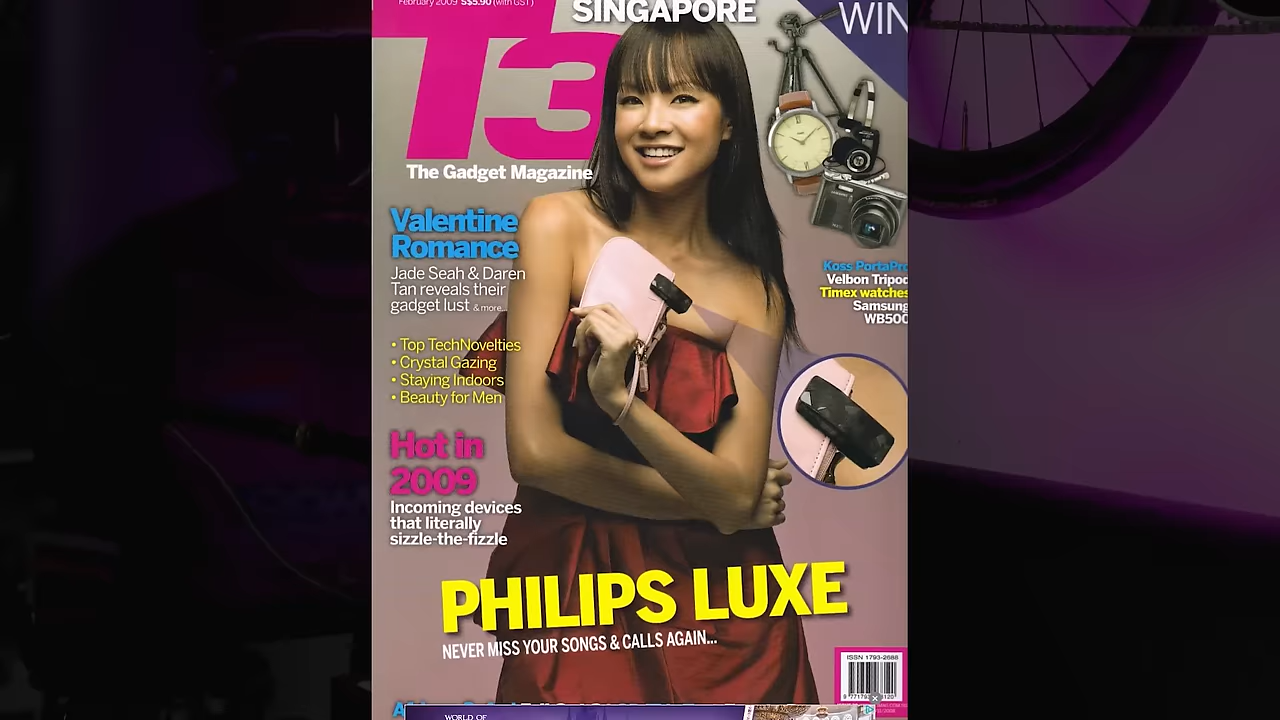 February 2009 S$5.90 (with GST)
SINGAPORE
WIN
T3
The Gadget Magazine
Valentine
Romance
Jade Seah & Daren
Tan reveals their
gadget lust & more...
• Top TechNovelties
• Crystal Gazing
• Staying Indoors
• Beauty for Men
Koss PortaPro
Velbon Tripod
Timex watches
Samsung
WB500
Hot in
2009
Incoming devices
that literally
sizzle-the-fizzle
PHILIPS LUXE
NEVER MISS YOUR SONGS & CALLS AGAIN...
ISSN 1793-2688
WORLD OF